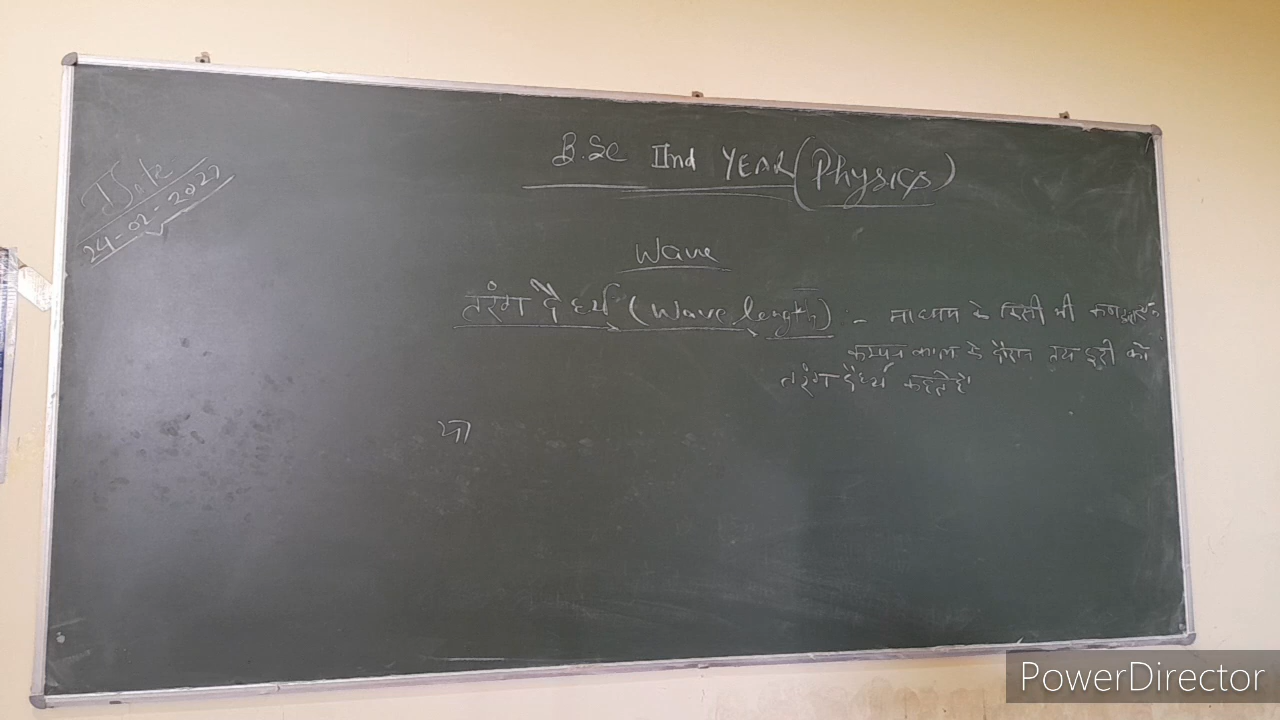 B.Sc IInd YEAR (Physics)
Date
24-02-2022
Wave
तरंग दैर्ध्य (Wave length) - माध्यम के किसी भी कण
कम्पन काल के दौरान तय दूरी को
तरंग दैर्ध्य कहते है।
या
PowerDirector